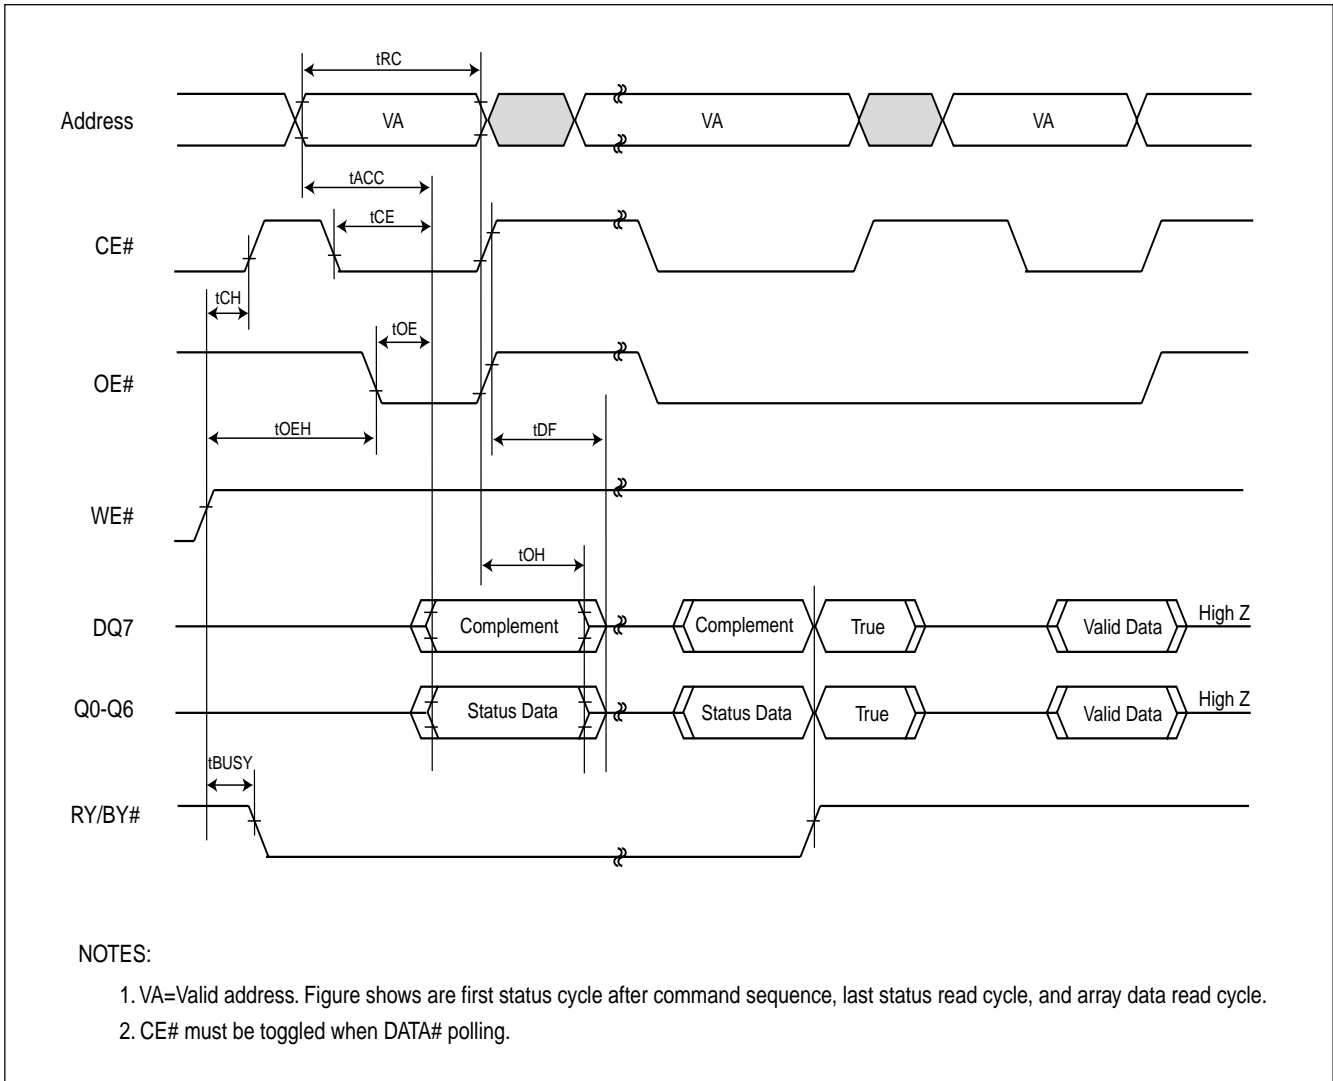 tRC
Address
VA
VA
VA
tACC
tCE
CE#
tCH
tOE
OE#
tOEH
tDF
WE#
tOH
DQ7
Complement
Complement
True
Valid Data
High Z
Q0-Q6
Status Data
Status Data
True
Valid Data
High Z
tBUSY
RY/BY#
NOTES:
1. VA=Valid address. Figure shows are first status cycle after command sequence, last status read cycle, and array data read cycle.
2. CE# must be toggled when DATA# polling.